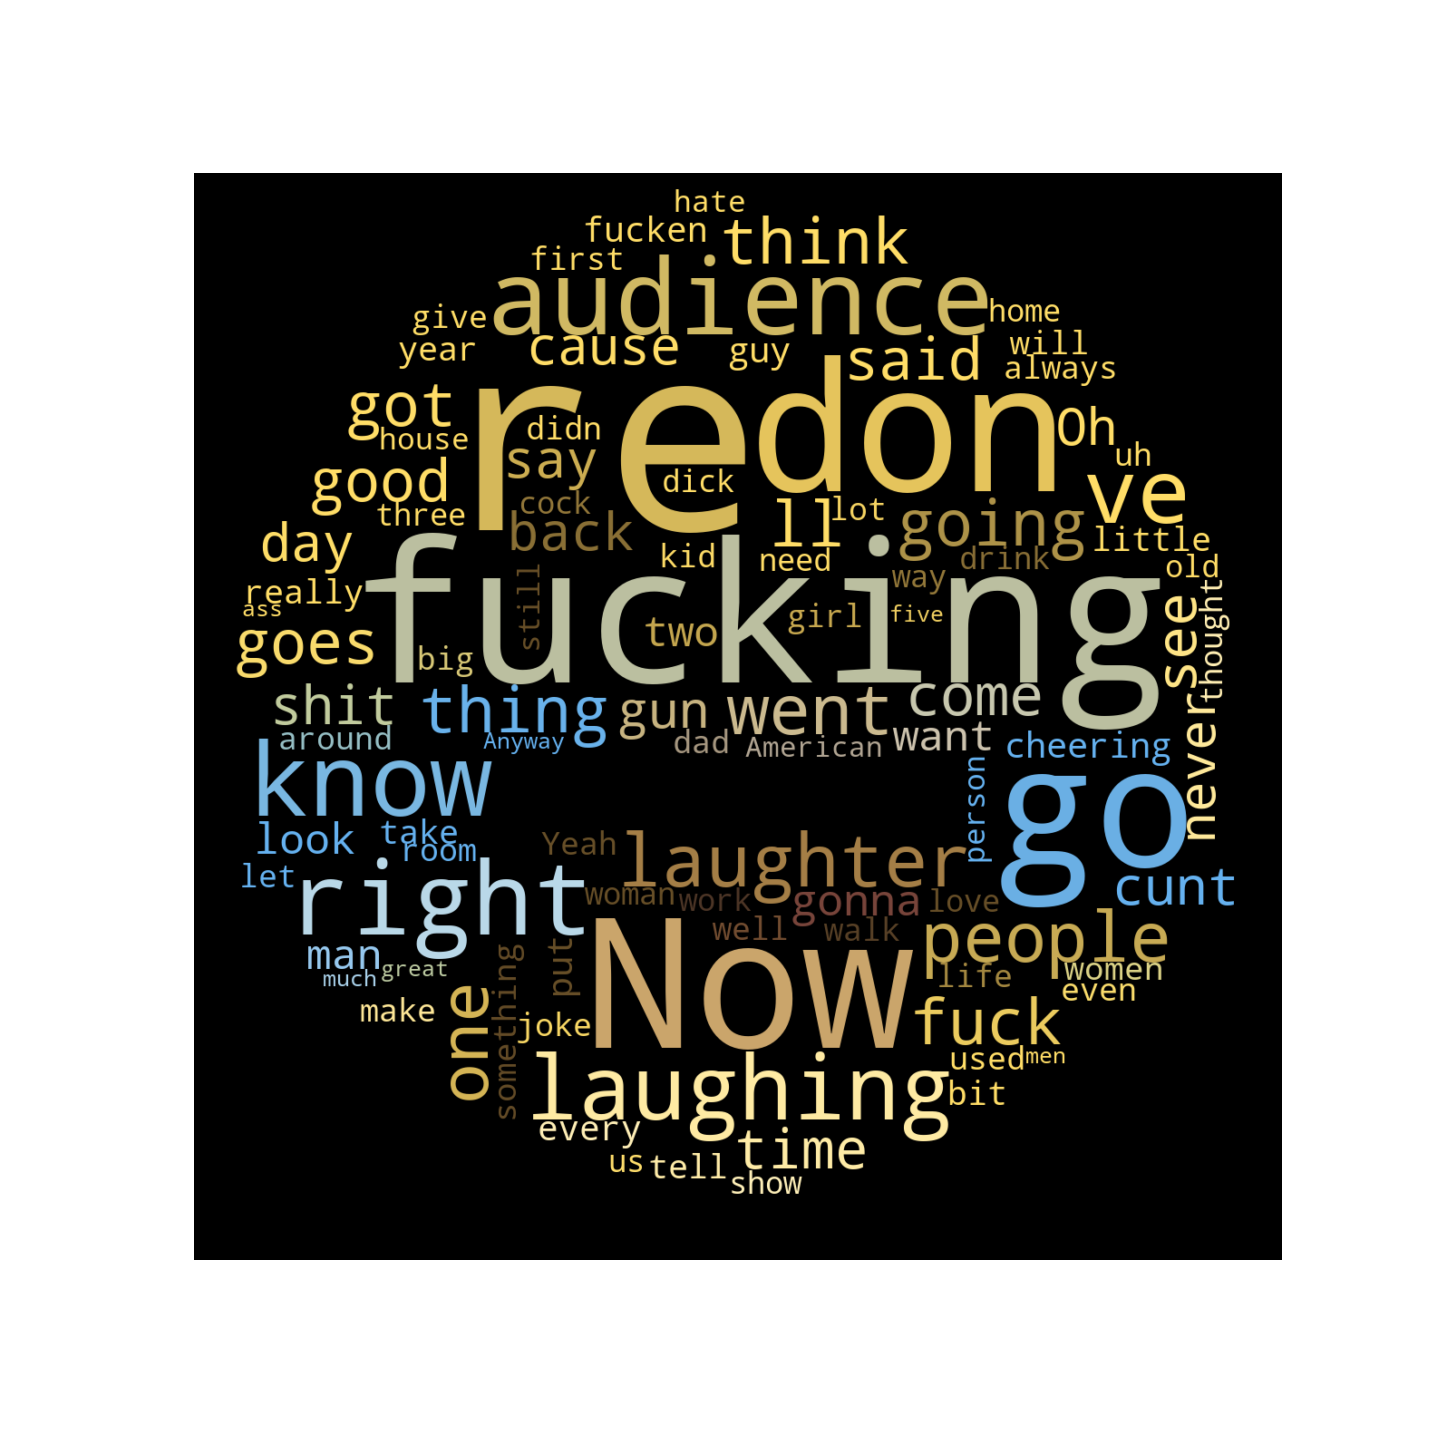 hate
fucken
think
first
audience
give
home
year
cause
guy
said
will
always
re
don
got
Oh
house
didn
say
uh
good
dick
ve
three
cock
back
ll
lot
going
day
kid
need
little
drink
way
old
really
ass
still
fucking
two
girl
five
see
thought
goes
big
shit
thing
gun
went
come
around
Anyway
dad
American
want
cheering
never
know
person
go
look
take
room
Yeah
laughter
let
right
woman
work
gonna
love
cunt
well
walk
man
much
great
put
people
women
life
even
make
one
something
joke
Now
fuck
used
men
laughing
bit
every
time
us
tell
show